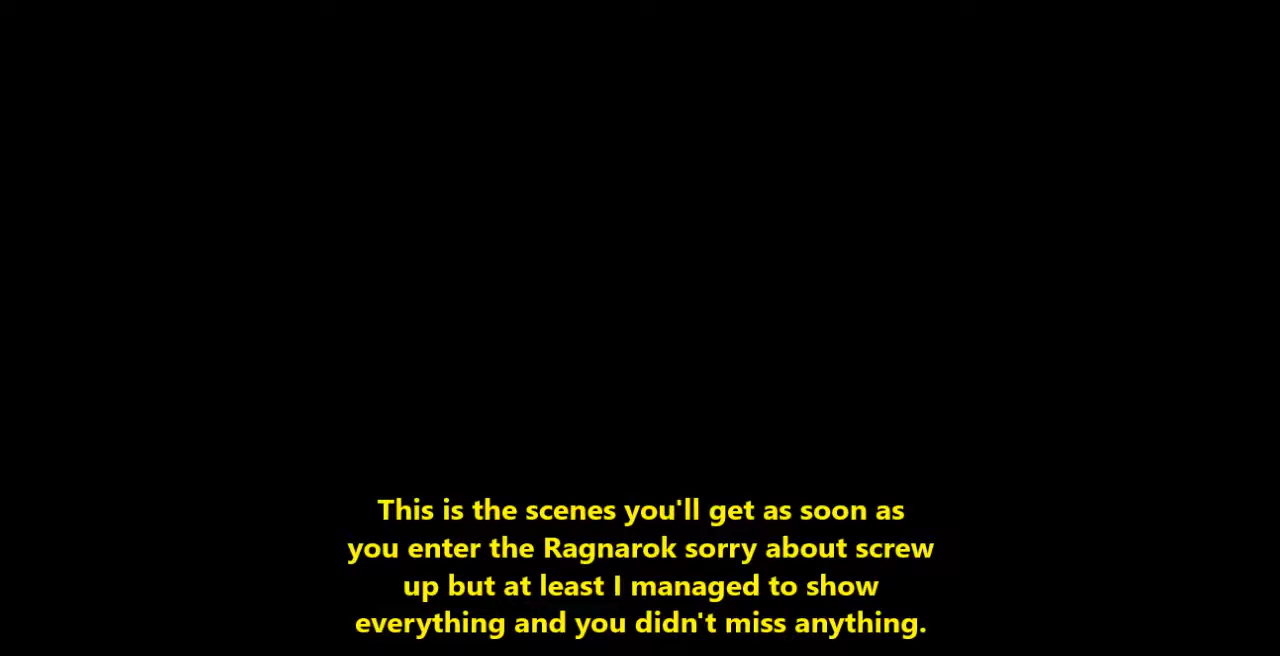 This is the scenes you'll get as soon as
you enter the Ragnarok sorry about screw
up but at least I managed to show
everything and you didn't miss anything.